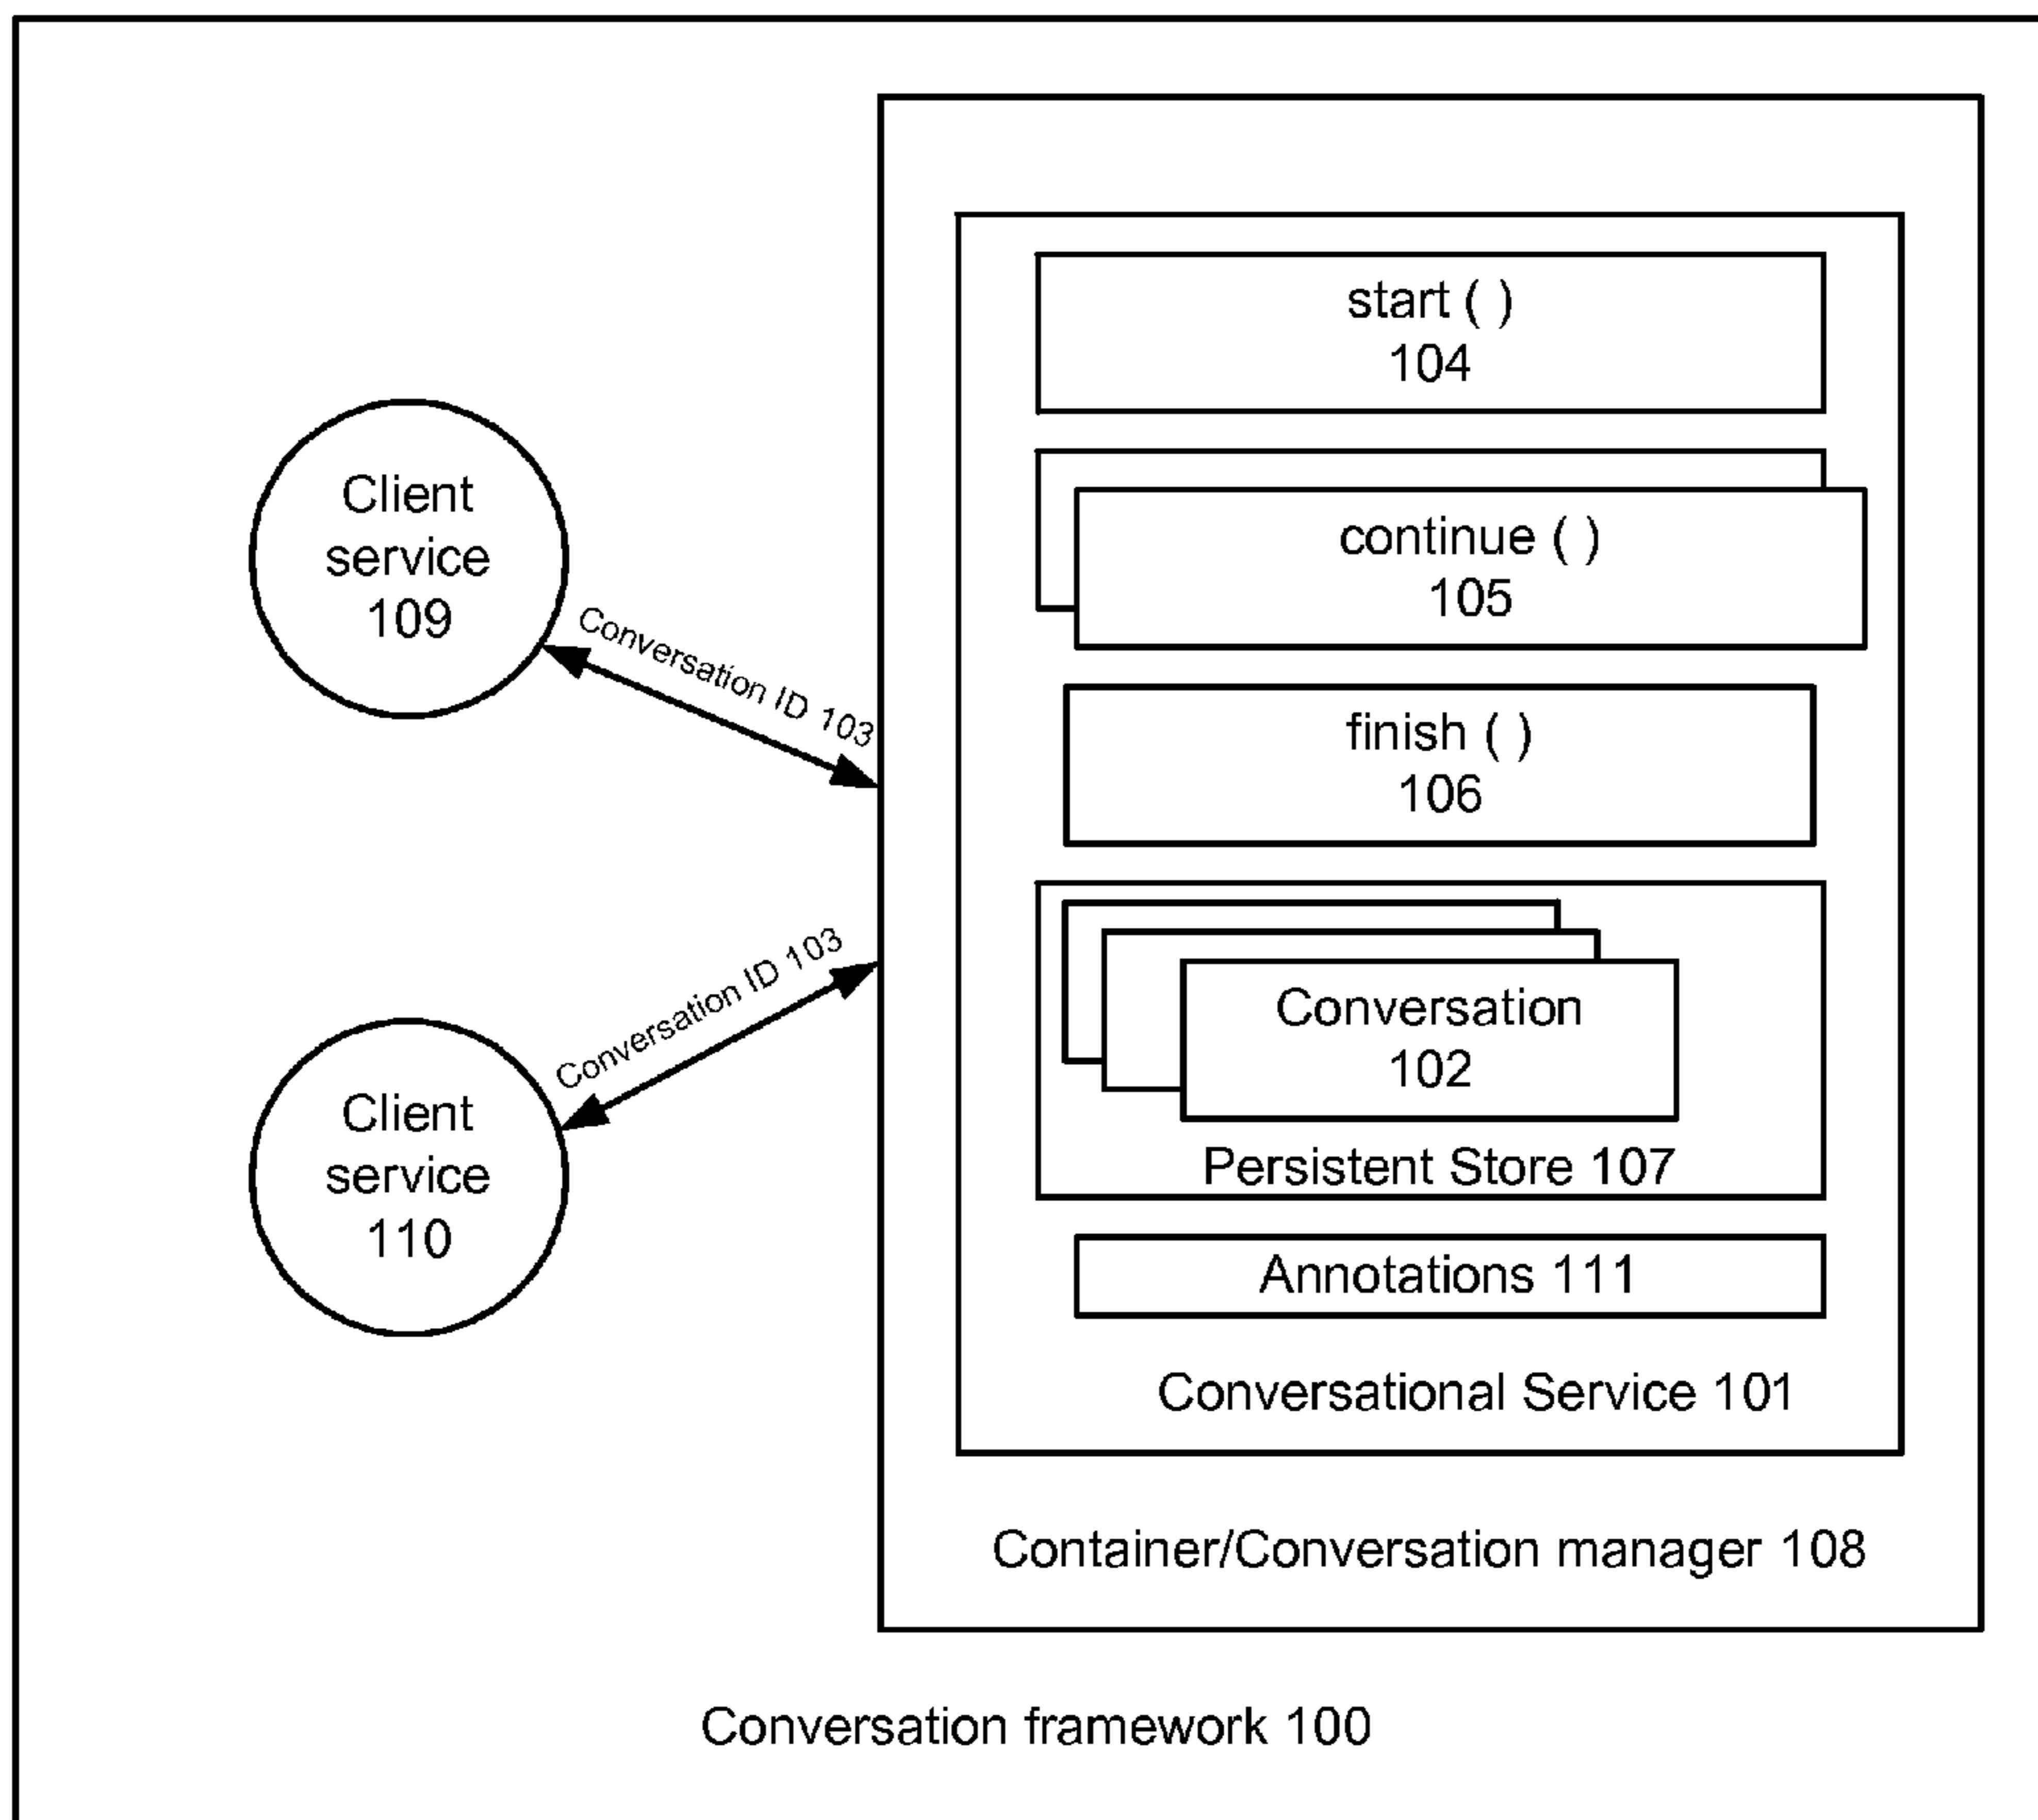 start ( )
104
continue ( )
105
finish ( )
106
Client
service
109
Conversation ID 103
Conversation ID 103
Client
service
110
Conversation
102
Persistent Store 107
Annotations 111
Conversational Service 101
Container/Conversation manager 108
Conversation framework 100